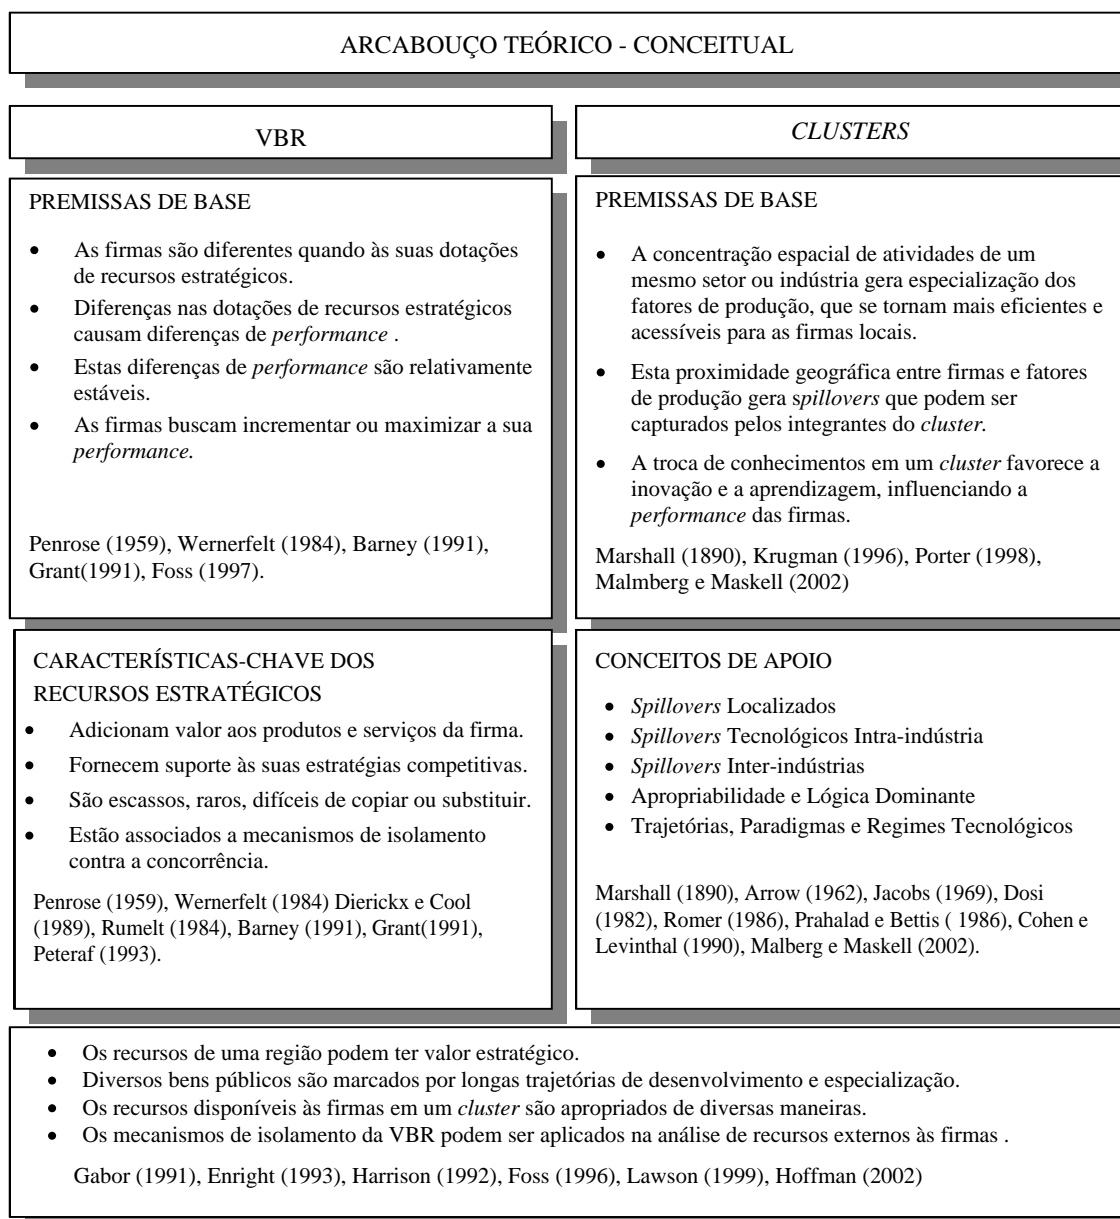 ARCABOUÇO TEÓRICO - CONCEITUAL
VBR
PREMISSAS DE BASE
• As firmas são diferentes quando às suas dotações
de recursos estratégicos.
• Diferenças nas dotações de recursos estratégicos
causam diferenças de performance .
• Estas diferenças de performance são relativamente
estáveis.
• As firmas buscam incrementar ou maximizar a sua
performance.
Penrose (1959), Wernerfelt (1984), Barney (1991),
Grant(1991), Foss (1997).
CARACTERÍSTICAS-CHAVE DOS
RECURSOS ESTRATÉGICOS
• Adicionam valor aos produtos e serviços da firma.
• Fornecem suporte às suas estratégias competitivas.
• São escassos, raros, difíceis de copiar ou substituir.
• Estão associados a mecanismos de isolamento
contra a concorrência.
Penrose (1959), Wernerfelt (1984) Dierickx e Cool
(1989), Rumelt (1984), Barney (1991), Grant(1991),
Peteraf (1993).
CLUSTERS
PREMISSAS DE BASE
• A concentração espacial de atividades de um
mesmo setor ou indústria gera especialização dos
fatores de produção, que se tornam mais eficientes e
acessíveis para as firmas locais.
• Esta proximidade geográfica entre firmas e fatores
de produção gera spillovers que podem ser
capturados pelos integrantes do cluster.
• A troca de conhecimentos em um cluster favorece a
inovação e a aprendizagem, influenciando a
performance das firmas.
Marshall (1890), Krugman (1996), Porter (1998),
Malmberg e Maskell (2002)
CONCEITOS DE APOIO
• Spillovers Localizados
• Spillovers Tecnológicos Intra-indústria
• Spillovers Inter-indústrias
• Apropriabilidade e Lógica Dominante
• Trajetórias, Paradigmas e Regimes Tecnológicos
Marshall (1890), Arrow (1962), Jacobs (1969), Dosi
(1982), Romer (1986), Prahalad e Bettis ( 1986), Cohen e
Levinthal (1990), Malberg e Maskell (2002).
• Os recursos de uma região podem ter valor estratégico.
• Diversos bens públicos são marcados por longas trajetórias de desenvolvimento e especialização.
• Os recursos disponíveis às firmas em um cluster são apropriados de diversas maneiras.
• Os mecanismos de isolamento da VBR podem ser aplicados na análise de recursos externos às firmas .
Gabor (1991), Enright (1993), Harrison (1992), Foss (1996), Lawson (1999), Hoffman (2002)